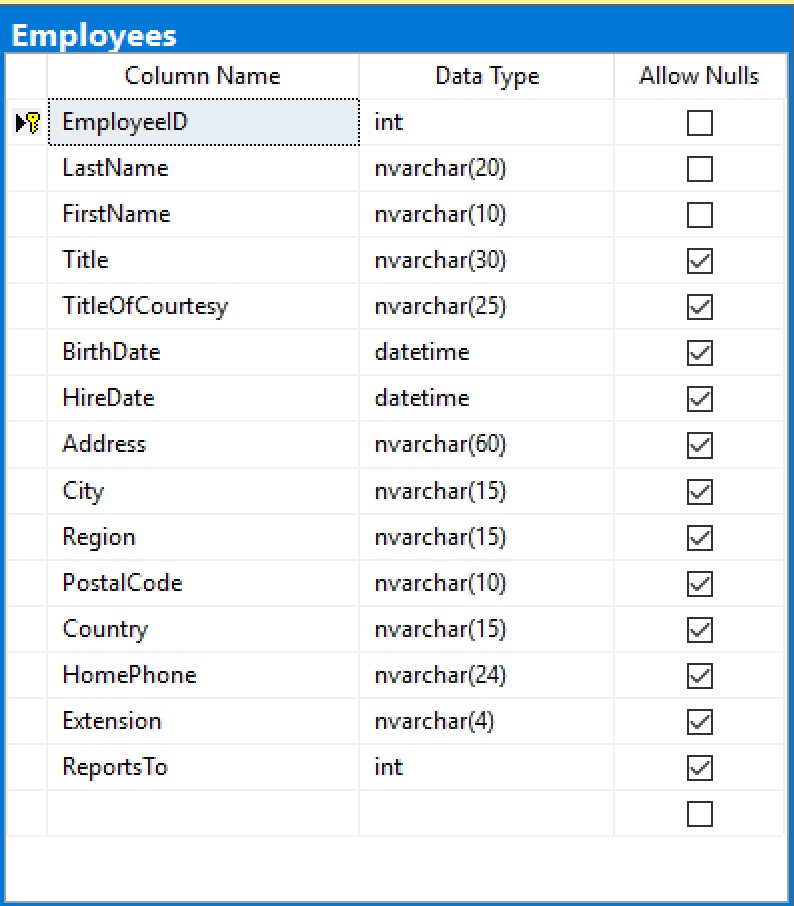 Employees
Column Name Data Type Allow Nulls
EmployeeID int
LastName nvarchar(20)
FirstName nvarchar(10)
Title nvarchar(30)
TitleOfCourtesy nvarchar(25)
BirthDate datetime
HireDate datetime
Address nvarchar(60)
City nvarchar(15)
Region nvarchar(15)
PostalCode nvarchar(10)
Country nvarchar(15)
HomePhone nvarchar(24)
Extension nvarchar(4)
ReportsTo int